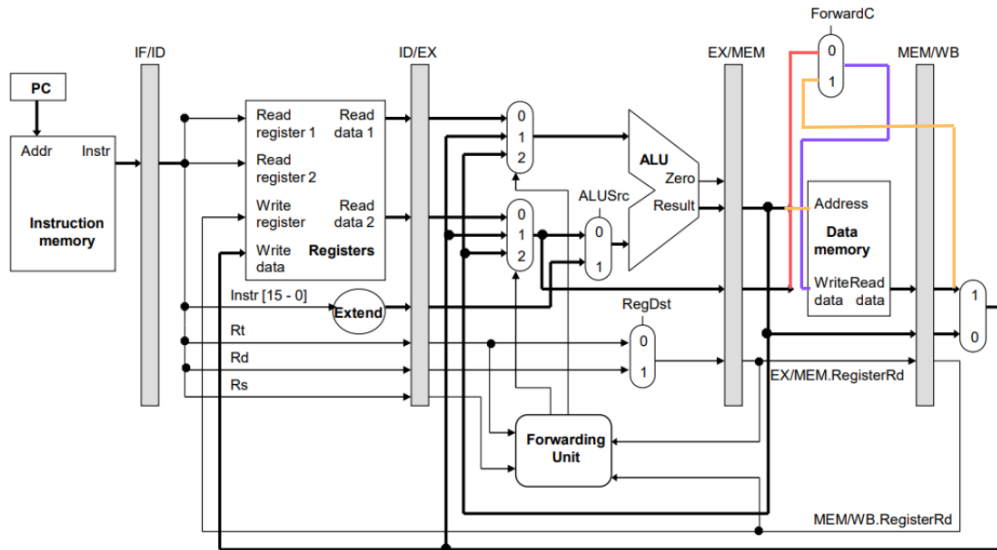 ForwardC
IF/ID
ID/EX
EX/MEM
MEM/WB
0
1
PC
Addr Instr
Instruction
memory
Read
register 1
Read
data 1
Read
register 2
Write
register
Read
data 2
Write
data
Registers
0
1
2
0
1
2
ALUSrc
0
1
ALU
Zero
Result
Address
Data
memory
Write
data
Read
data
1
0
Instr [15 - 0]
Extend
RegDst
0
1
Rt
Rd
Rs
EX/MEM.RegisterRd
Forwarding
Unit
MEM/WB.RegisterRd